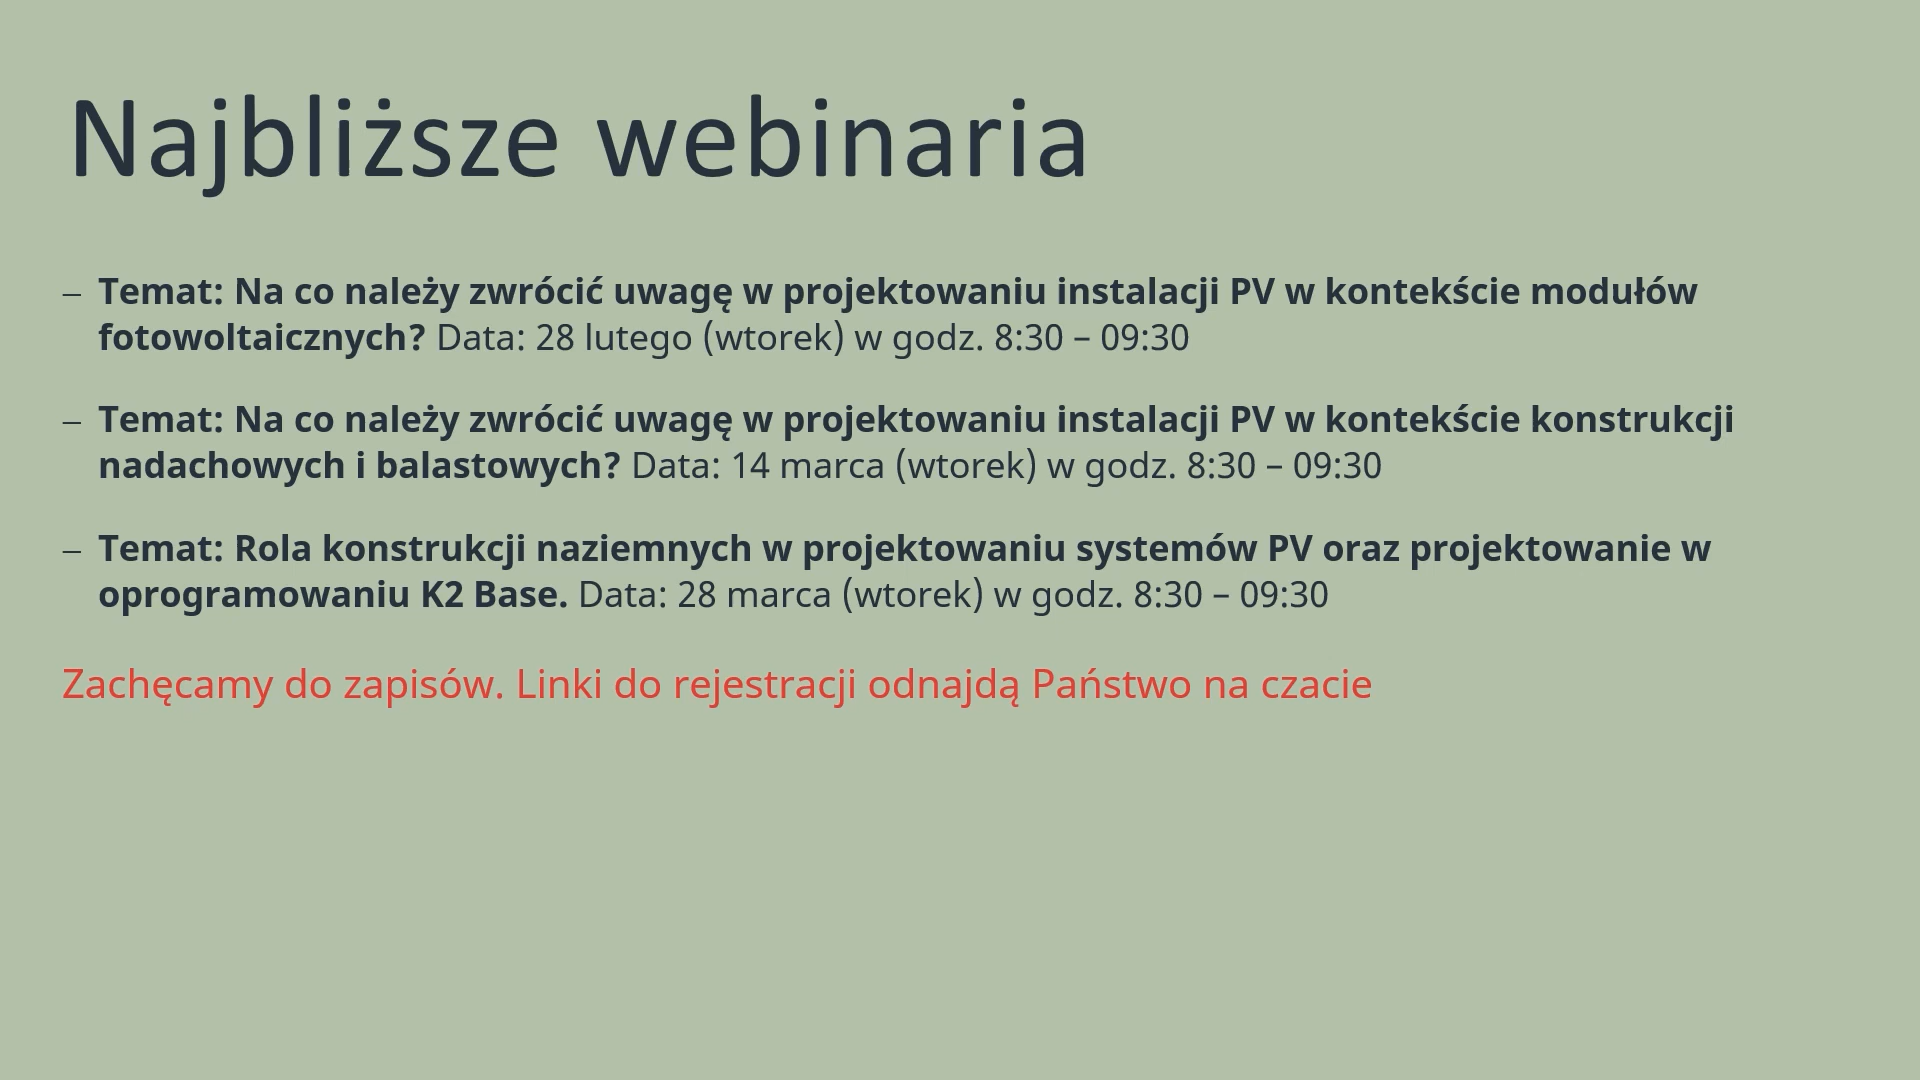 Najbliższe webinaria
– Temat: Na co należy zwrócić uwagę w projektowaniu instalacji PV w kontekście modułów
fotowoltaicznych? Data: 28 lutego (wtorek) w godz. 8:30 – 09:30
– Temat: Na co należy zwrócić uwagę w projektowaniu instalacji PV w kontekście konstrukcji
nadachowych i balastowych? Data: 14 marca (wtorek) w godz. 8:30 – 09:30
– Temat: Rola konstrukcji naziemnych w projektowaniu systemów PV oraz projektowanie w
oprogramowaniu K2 Base. Data: 28 marca (wtorek) w godz. 8:30 – 09:30
Zachęcamy do zapisów. Linki do rejestracji odnajdą Państwo na czacie